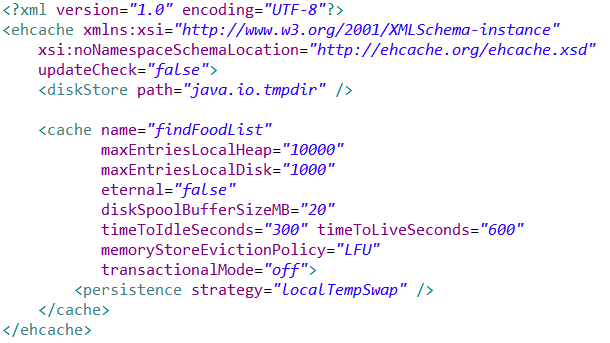 <?xml version="1.0" encoding="UTF-8"?>
<ehcache xmlns:xsi="http://www.w3.org/2001/XMLSchema-instance"
    xsi:noNamespaceSchemaLocation="http://ehcache.org/ehcache.xsd"
    updateCheck="false">
    <diskStore path="java.io.tmpdir" />

    <cache name="findFoodList"
           maxEntriesLocalHeap="10000"
           maxEntriesLocalDisk="1000"
           eternal="false"
           diskSpoolBufferSizeMB="20"
           timeToIdleSeconds="300" timeToLiveSeconds="600"
           memoryStoreEvictionPolicy="LFU"
           transactionalMode="off">
        <persistence strategy="localTempSwap" />
    </cache>
</ehcache>